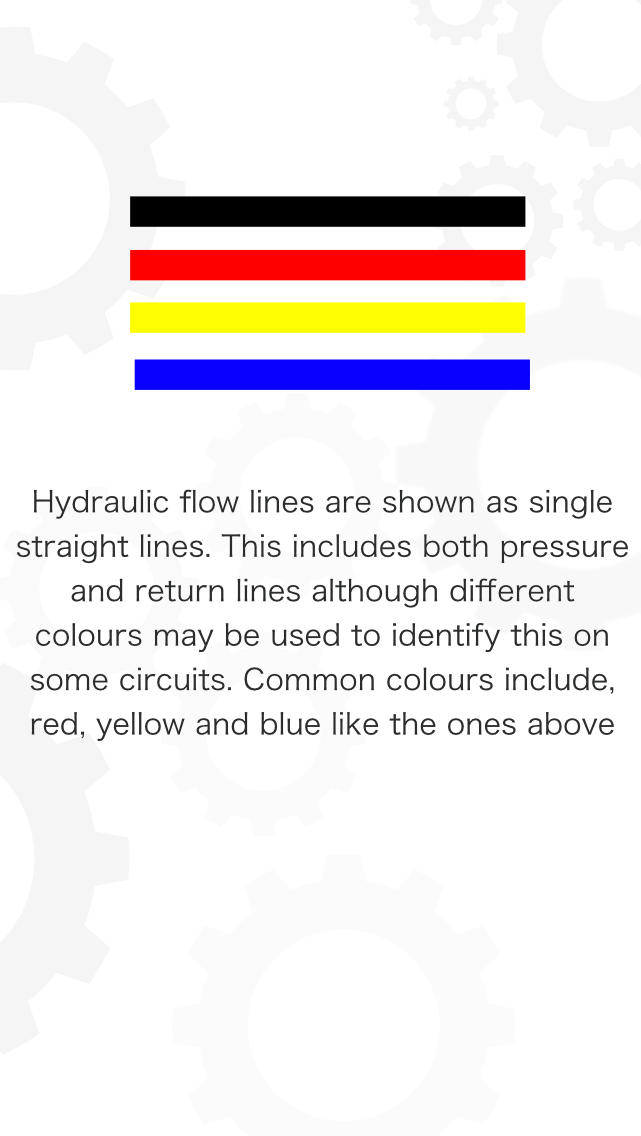 Hydraulic flow lines are shown as single
straight lines. This includes both pressure
and return lines although different
colours may be used to identify this on
some circuits. Common colours include,
red, yellow and blue like the ones above